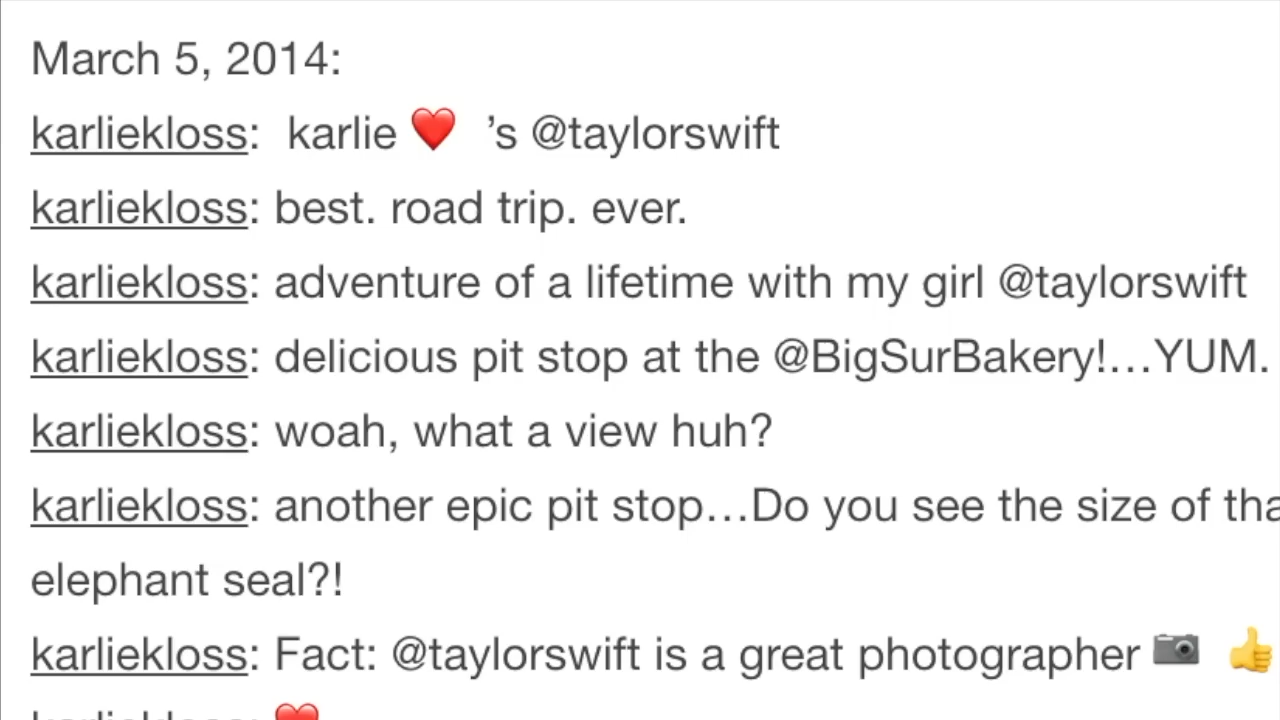 March 5, 2014:
karliekloss: karlie ❤️ ’s @taylorswift
karliekloss: best. road trip. ever.
karliekloss: adventure of a lifetime with my girl @taylorswift
karliekloss: delicious pit stop at the @BigSurBakery!…YUM.
karliekloss: woah, what a view huh?
karliekloss: another epic pit stop…Do you see the size of
elephant seal?!
karliekloss: Fact: @taylorswift is a great photographer 📷 👍
karliekloss: ❤️